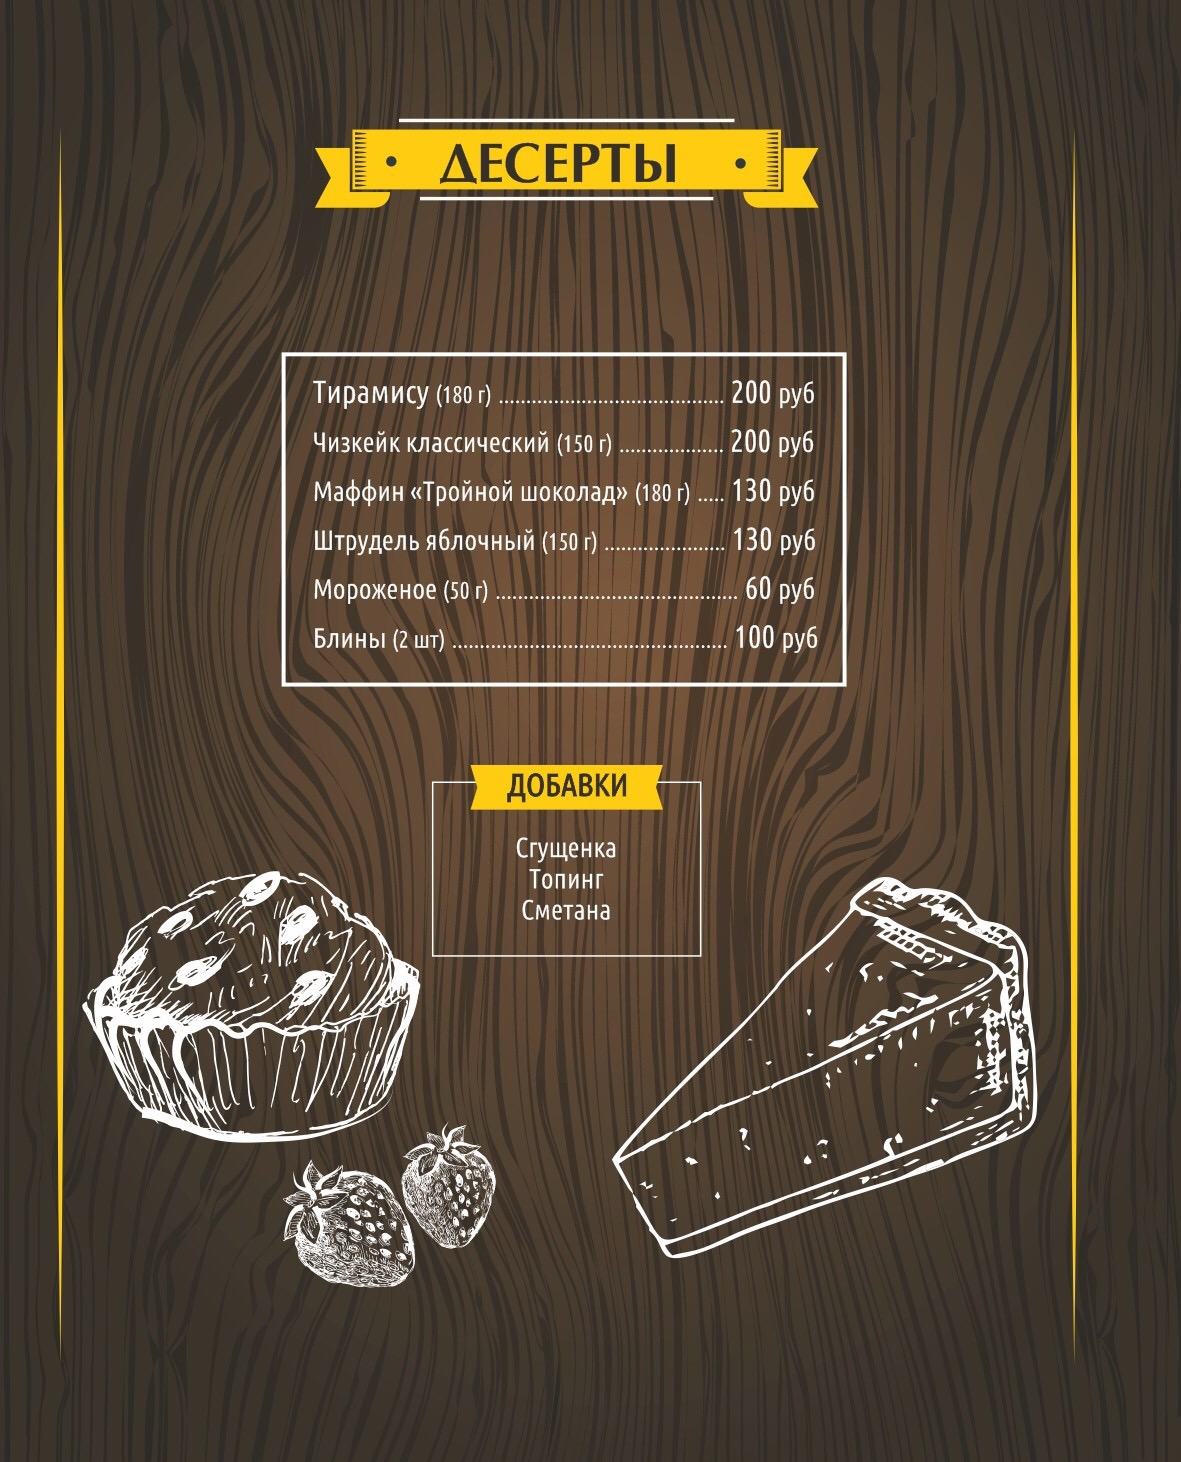 ДЕСЕРТЫ
Тирамису (180 г) ........................................ 200 руб
Чизкейк классический (150 г) ................... 200 руб
Маффин «Тройной шоколад» (180 г) ..... 130 руб
Штрудель яблочный (150 г) ...................... 130 руб
Мороженое (50 г) ............................................ 60 руб
Блины (2 шт) .................................................. 100 руб
ДОБАВКИ
Сгущенка
Топинг
Сметана